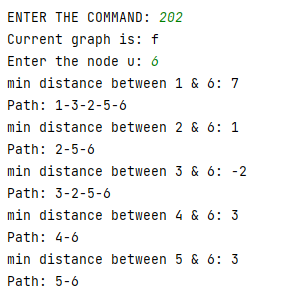 ENTER THE COMMAND: 202
Current graph is: f
Enter the node u: 6
min distance between 1 & 6: 7
Path: 1-3-2-5-6
min distance between 2 & 6: 1
Path: 2-5-6
min distance between 3 & 6: -2
Path: 3-2-5-6
min distance between 4 & 6: 3
Path: 4-6
min distance between 5 & 6: 3
Path: 5-6